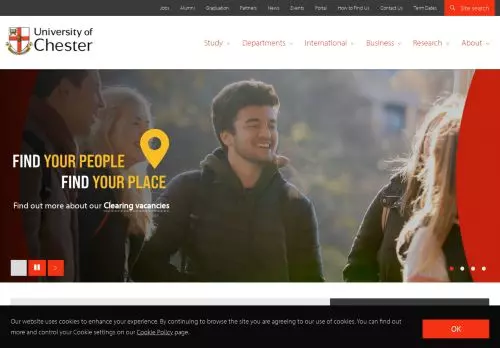 Jobs Alumni Graduation Partners News Events Portal How to Find Us Contact Us Term Dates Site search
University of
Chester
Study Departments International Business Research About
FIND YOUR PEOPLE
FIND YOUR PLACE
Find out more about our Clearing vacancies
Our website uses cookies to enhance your experience. By continuing to browse the site you are agreeing to our use of cookies. You can find out
more and control your Cookie settings on our Cookie Policy page.
OK